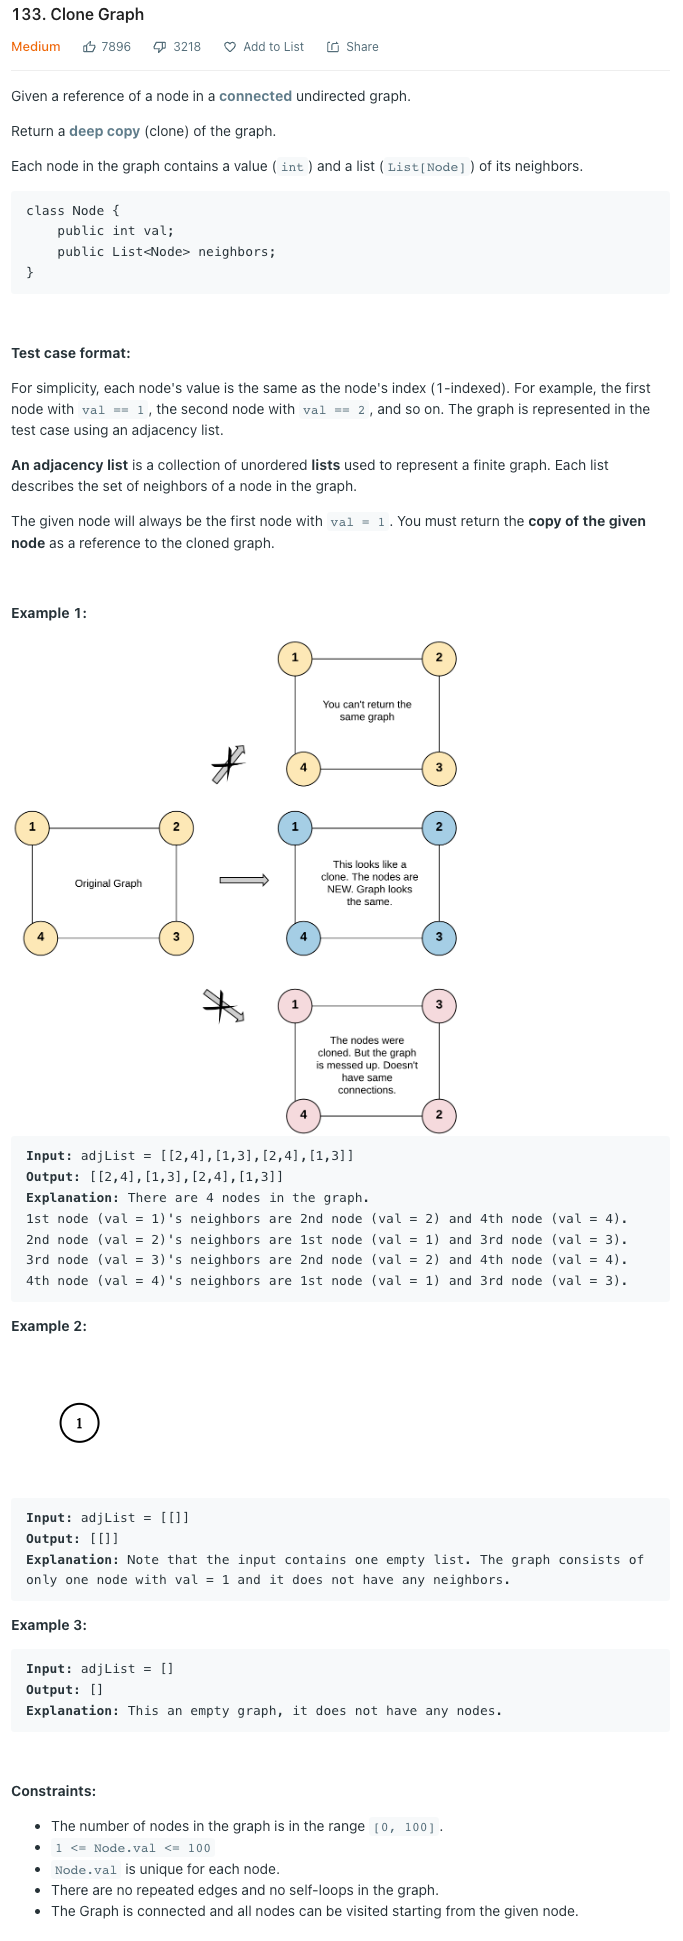 133. Clone Graph
Medium 7896 3218 Add to List Share
Given a reference of a node in a connected undirected graph.
Return a deep copy (clone) of the graph.
Each node in the graph contains a value ( int ) and a list ( List[Node] ) of its neighbors.
class Node {
    public int val;
    public List<Node> neighbors;
}
Test case format:
For simplicity, each node's value is the same as the node's index (1-indexed). For example, the first
node with val == 1 , the second node with val == 2 , and so on. The graph is represented in the
test case using an adjacency list.
An adjacency list is a collection of unordered lists used to represent a finite graph. Each list
describes the set of neighbors of a node in the graph.
The given node will always be the first node with val = 1 . You must return the copy of the given
node as a reference to the cloned graph.
Example 1:
1 2
You can't return the
same graph
4 3
1 2
Original Graph
4 3
1 2
This looks like a
clone. The nodes are
NEW. Graph looks
the same.
4 3
1 3
The nodes were
cloned. But the graph
is messed up. Doesn't
have same
connections.
4 2
Input: adjList = [[2,4],[1,3],[2,4],[1,3]]
Output: [[2,4],[1,3],[2,4],[1,3]]
Explanation: There are 4 nodes in the graph.
1st node (val = 1)'s neighbors are 2nd node (val = 2) and 4th node (val = 4).
2nd node (val = 2)'s neighbors are 1st node (val = 1) and 3rd node (val = 3).
3rd node (val = 3)'s neighbors are 2nd node (val = 2) and 4th node (val = 4).
4th node (val = 4)'s neighbors are 1st node (val = 1) and 3rd node (val = 3).
Example 2:
1
Input: adjList = [[]]
Output: [[]]
Explanation: Note that the input contains one empty list. The graph consists of
only one node with val = 1 and it does not have any neighbors.
Example 3:
Input: adjList = []
Output: []
Explanation: This an empty graph, it does not have any nodes.
Constraints:
• The number of nodes in the graph is in the range [0, 100] .
• 1 <= Node.val <= 100
• Node.val is unique for each node.
• There are no repeated edges and no self-loops in the graph.
• The Graph is connected and all nodes can be visited starting from the given node.